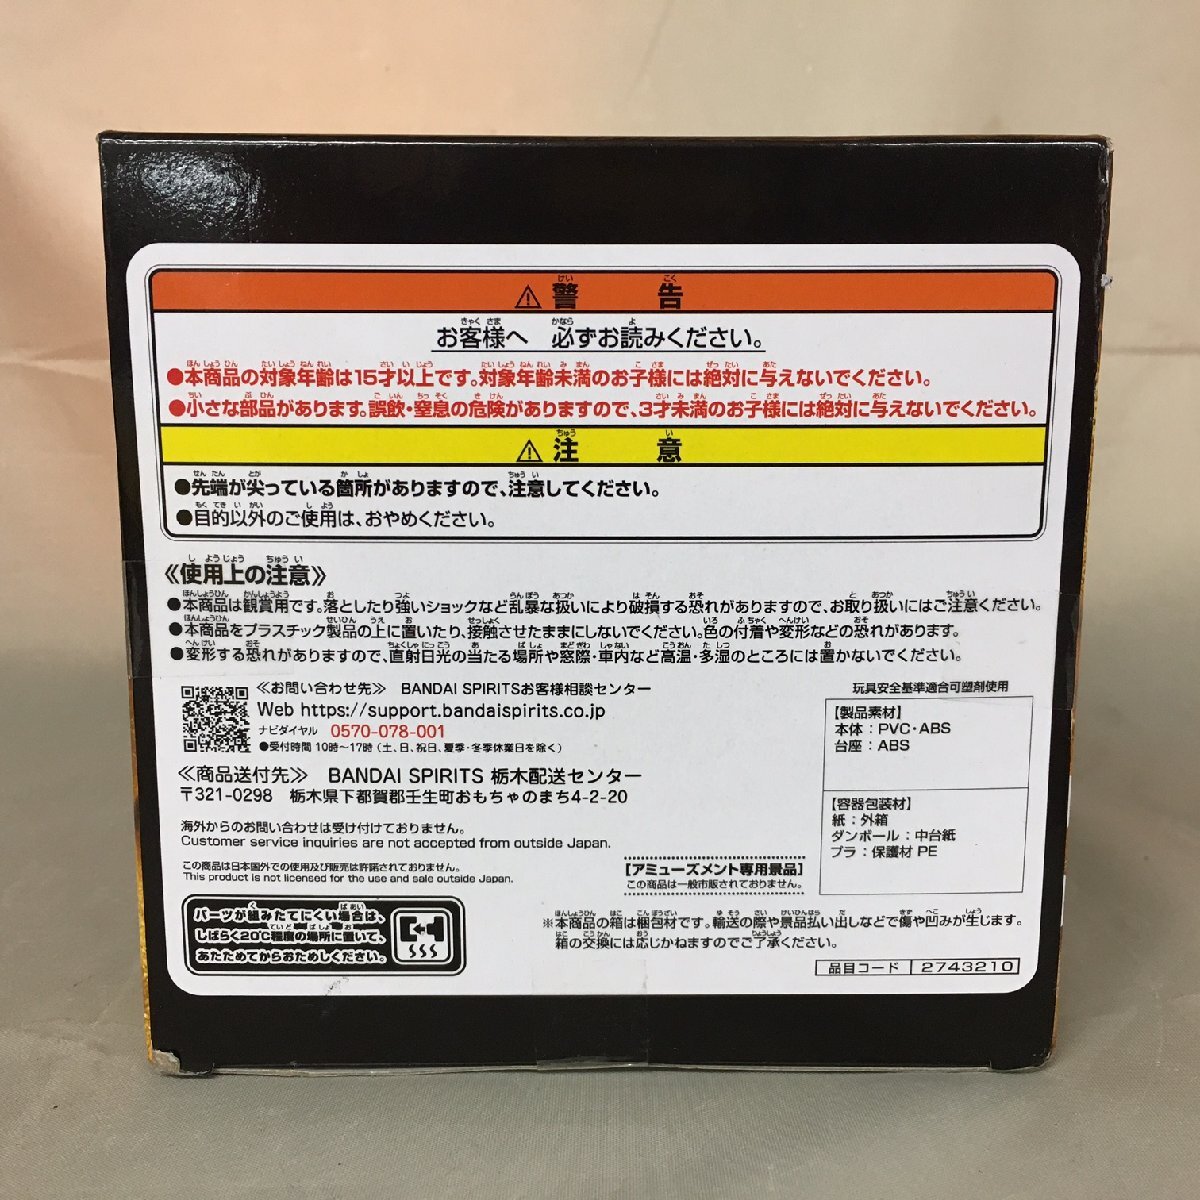 ⚠警告
お客様へ 必ずお読みください。
●本商品の対象年齢は15才以上です。対象年齢未満のお子様には絶対に与えないでください。
●小さな部品があります。誤飲・窒息の危険がありますので、3才未満のお子様には絶対に与えないでください。
⚠注意
●先端が尖っている箇所がありますので、注意してください。
●目的以外のご使用は、おやめください。
≪使用上の注意≫
●本商品は観賞用です。落としたり強いショックなど乱暴な扱いにより破損する恐れがありますので、お取り扱いにはご注意ください。
●本商品をプラスチック製品の上に置いたり、接触させたままにしないでください。色の付着や変形などの恐れがあります。
●変形する恐れがありますので、直射日光の当たる場所や窓際・車内など高温・多湿のところには置かないでください。
≪お問い合わせ先≫ BANDAI SPIRITSお客様相談センター
Web https://support.bandaispirits.co.jp
ナビダイヤル 0570-078-001
●受付時間 10時～17時（土、日、祝日、夏季・冬季休業日を除く）
≪商品送付先≫ BANDAI SPIRITS 栃木配送センター
〒321-0298 栃木県下都賀郡壬生町おもちゃのまち4-2-20
海外からのお問い合わせは受け付けておりません。
Customer service inquiries are not accepted from outside Japan.
この商品は日本国外での使用及び販売は許諾されておりません。
This product is not licensed for the use and sale outside Japan.
玩具安全基準適合可塑剤使用
【製品素材】
本体：PVC・ABS
台座：ABS
【容器包装材】
紙：外箱
ダンボール：中台紙
プラ：保護材 PE
【アミューズメント専用景品】
この商品は一般市販されておりません。
パーツが組みたてにくい場合は、
しばらく20℃程度の場所に置いて、
あたためてからおためしください。
※本商品の箱は梱包材です。輸送の際や景品払い出しなどで傷や凹みが生じます。
箱の交換には応じかねますのでご了承ください。
品目コード 2743210